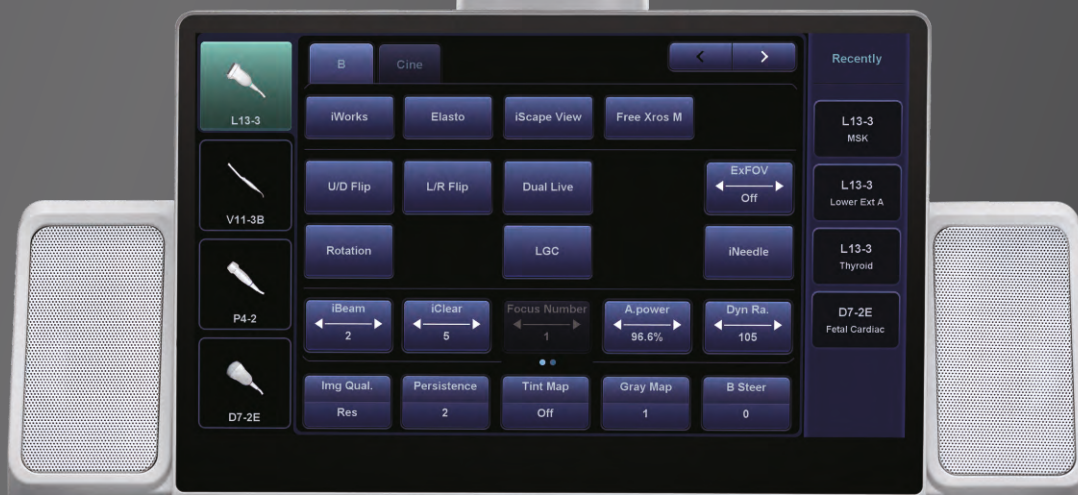 L13-3
V11-3B
P4-2
D7-2E
B
Cine
<
>
iWorks
Elasto
iScape View
Free Xros M
U/D Flip
L/R Flip
Dual Live
ExFOV
Off
Rotation
LGC
iNeedle
iBeam
2
iClear
5
Focus Number
1
A.power
96.6%
Dyn Ra.
105
Img Qual.
Res
Persistence
2
Tint Map
Off
Gray Map
1
B Steer
0
Recently
L13-3
MSK
L13-3
Lower Ext A
L13-3
Thyroid
D7-2E
Fetal Cardiac